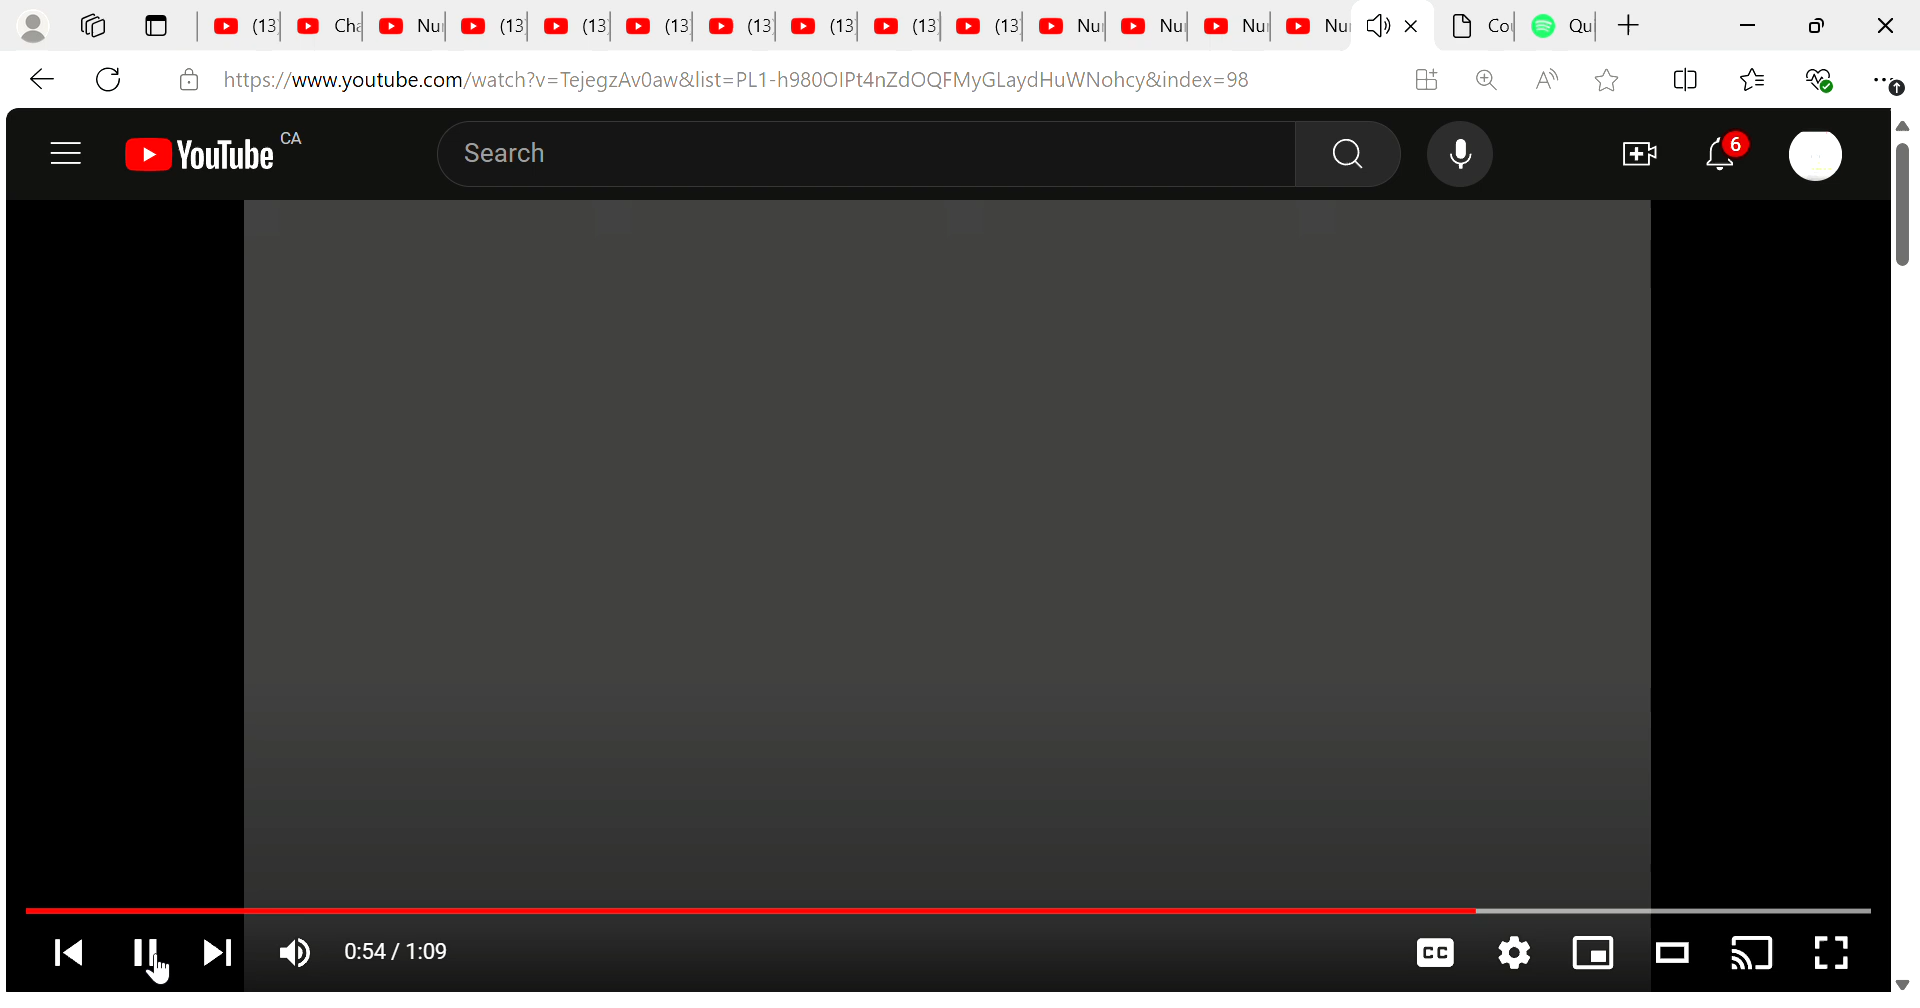 (13 Cha Nu (13 (13 (13 (13 (13 (13 (13 Nu Nu Nu Nu Co Qu
https://www.youtube.com/watch?v=TejegzAv0aw&list=PL1-h980OIPt4nZdOQFMyGLaydHuWNohcy&index=98
YouTube CA Search 6
0:54 / 1:09 CC